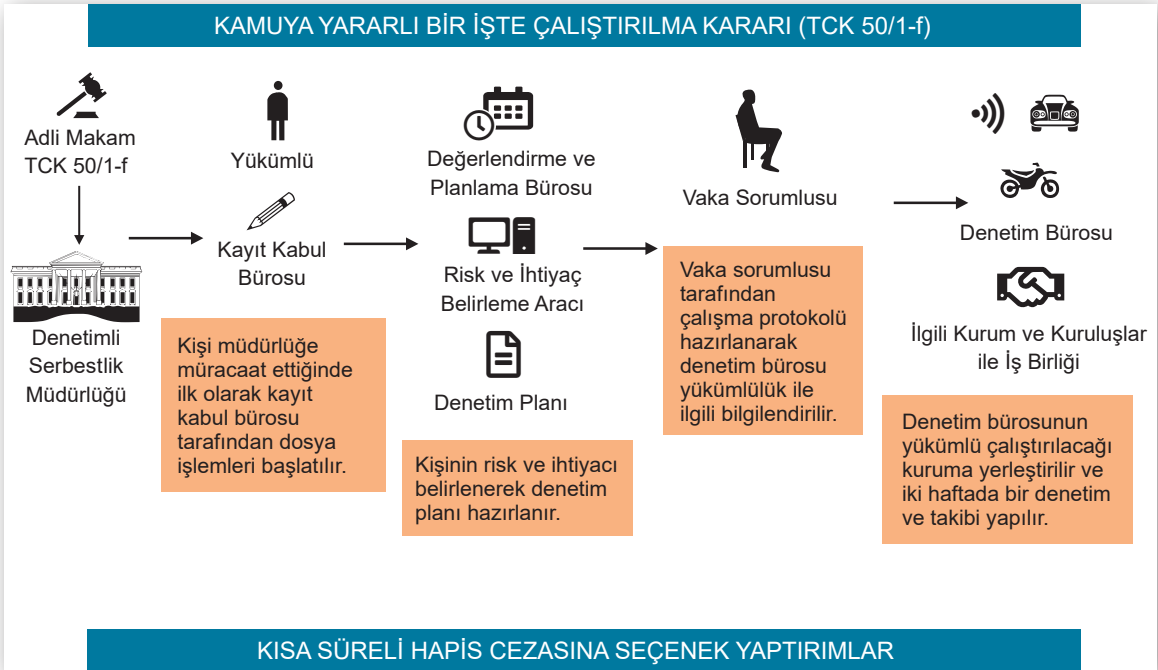 KAMUYA YARARLI BİR İŞTE ÇALIŞTIRILMA KARARI (TCK 50/1-f)
Adli Makam
TCK 50/1-f
Denetimli
Serbestlik
Müdürlüğü
Yükümlü
Kayıt Kabul
Bürosu
Kişi müdürlüğe
müracaat ettiğinde
ilk olarak kayıt
kabul bürosu
tarafından dosya
işlemleri başlatılır.
Değerlendirme ve
Planlama Bürosu
Risk ve İhtiyaç
Belirleme Aracı
Denetim Planı
Kişinin risk ve ihtiyacı
belirlenerek denetim
planı hazırlanır.
Vaka Sorumlusu
Vaka sorumlusu
tarafından
çalışma protokolü
hazırlanarak
denetim bürosu
yükümlülük ile
ilgili bilgilendirilir.
Denetim Bürosu
İlgili Kurum ve Kuruluşlar
ile İş Birliği
Denetim bürosunun
yükümlü çalıştırılacağı
kuruma yerleştirilir ve
iki haftada bir denetim
ve takibi yapılır.
KISA SÜRELİ HAPİS CEZASINA SEÇENEK YAPTIRIMLAR